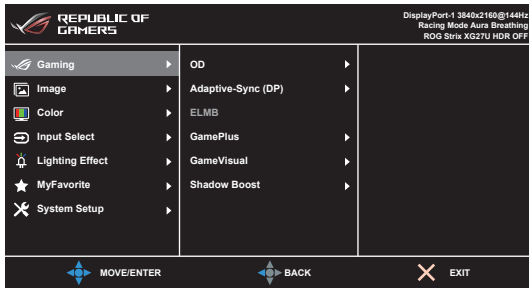 REPUBLIC OF
GAMERS
DisplayPort-1 3840x2160@144Hz
Racing Mode Aura Breathing
ROG Strix XG27U HDR OFF
Gaming
Image
Color
Input Select
Lighting Effect
MyFavorite
System Setup
OD
Adaptive-Sync (DP)
ELMB
GamePlus
GameVisual
Shadow Boost
MOVE/ENTER
BACK
EXIT